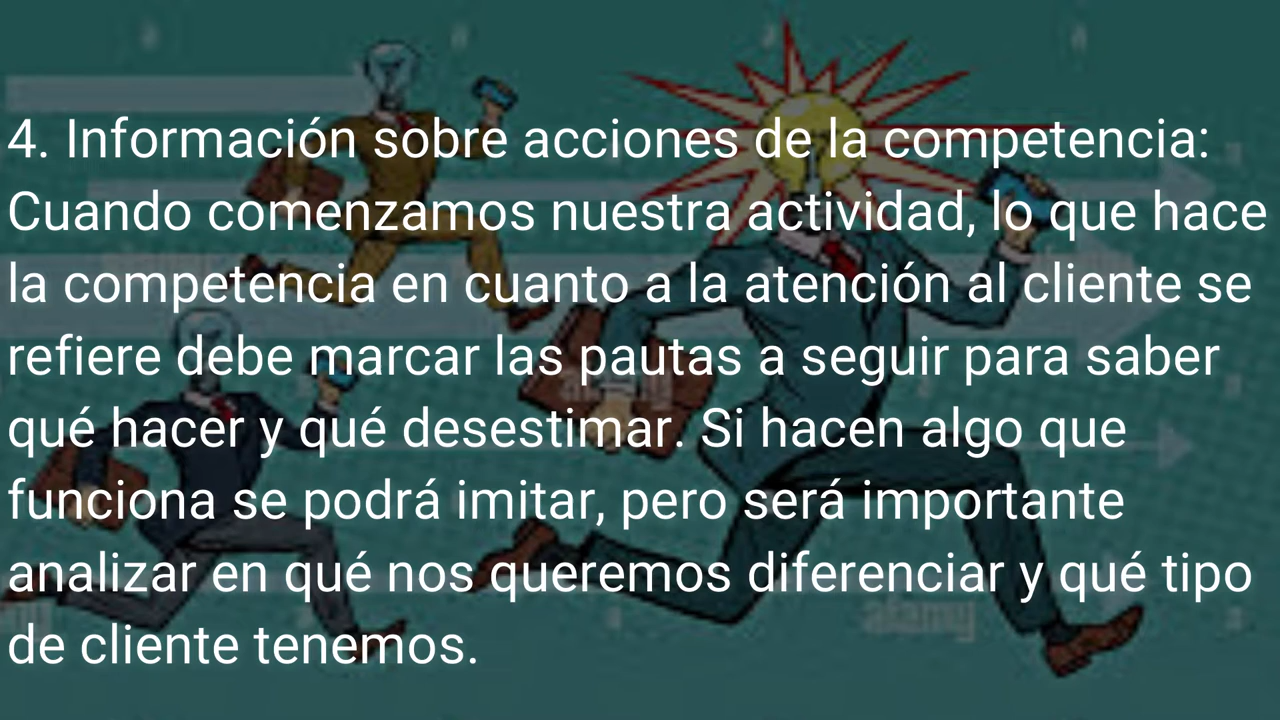 4. Información sobre acciones de la competencia:
Cuando comenzamos nuestra actividad, lo que hace
la competencia en cuanto a la atención al cliente se
refiere debe marcar las pautas a seguir para saber
qué hacer y qué desestimar. Si hacen algo que
funciona se podrá imitar, pero será importante
analizar en qué nos queremos diferenciar y qué tipo
de cliente tenemos.
alamy